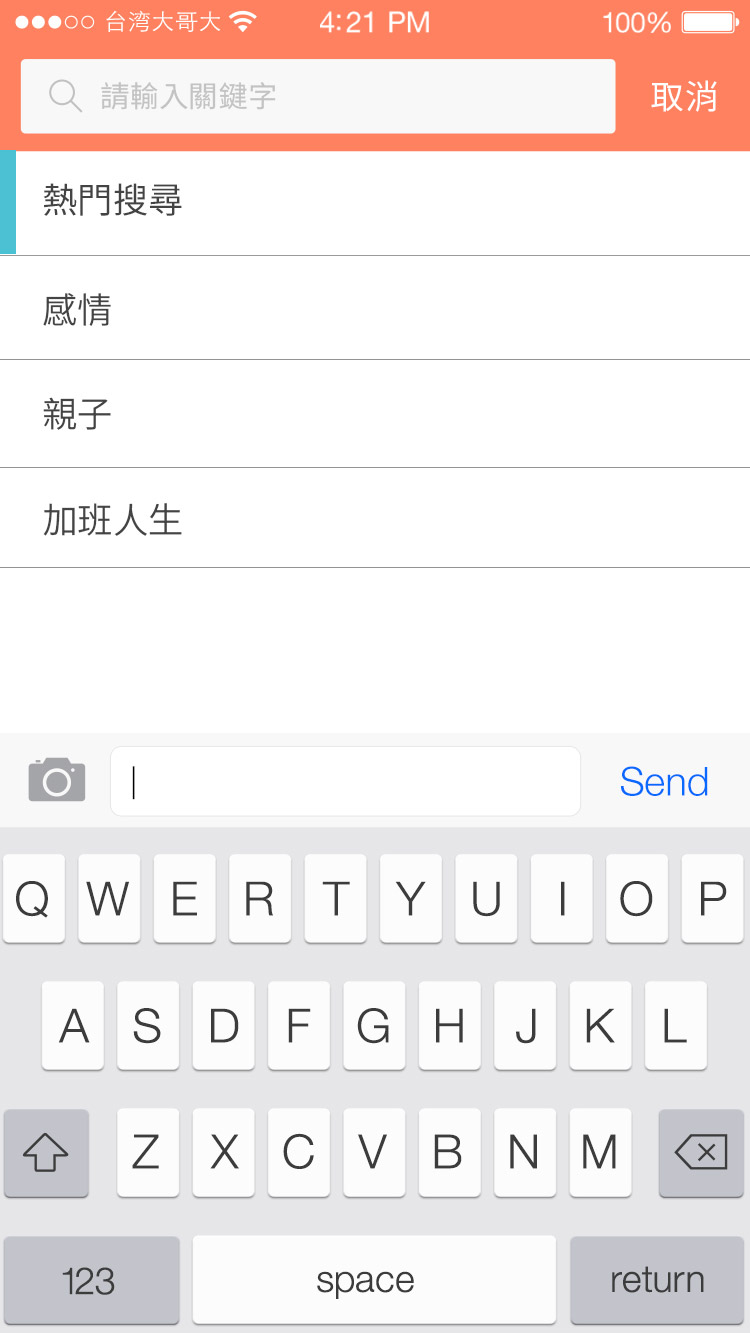 台湾大哥大 4:21 PM 100%
請輸入關鍵字 取消
熱門搜尋
感情
親子
加班人生
Send
Q W E R T Y U I O P
A S D F G H J K L
Z X C V B N M
123 space return